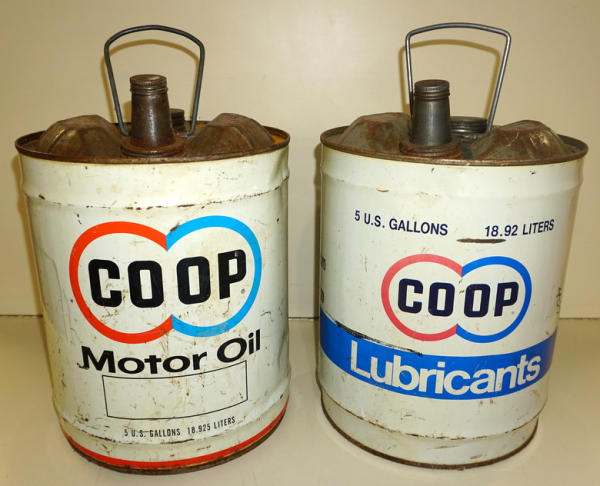 COOP
Motor Oil
5 U.S. GALLONS 18.925 LITERS
5 U.S. GALLONS 18.92 LITERS
COOP
Lubricants